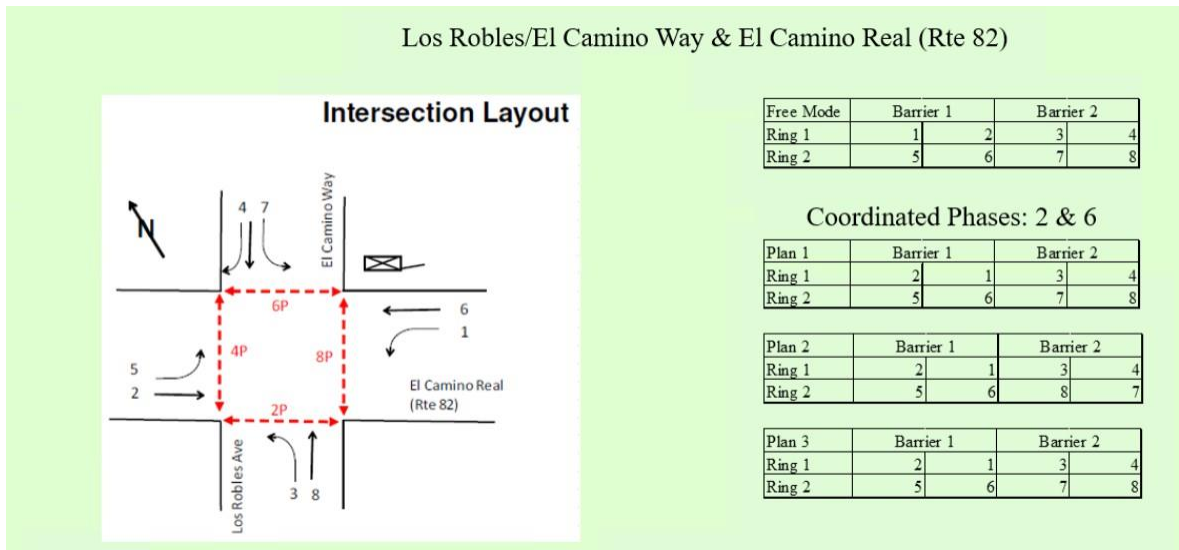 Los Robles/El Camino Way & El Camino Real (Rte 82)
Intersection Layout
N
4 7
El Camino Way
6P
6
1
4P
8P
5
2
El Camino Real
(Rte 82)
2P
Los Robles Ave
3 8
Free Mode Barrier 1 Barrier 2
Ring 1 1 2 3 4
Ring 2 5 6 7 8
Coordinated Phases: 2 & 6
Plan 1 Barrier 1 Barrier 2
Ring 1 2 1 3 4
Ring 2 5 6 7 8
Plan 2 Barrier 1 Barrier 2
Ring 1 2 1 3 4
Ring 2 5 6 8 7
Plan 3 Barrier 1 Barrier 2
Ring 1 2 1 3 4
Ring 2 5 6 7 8